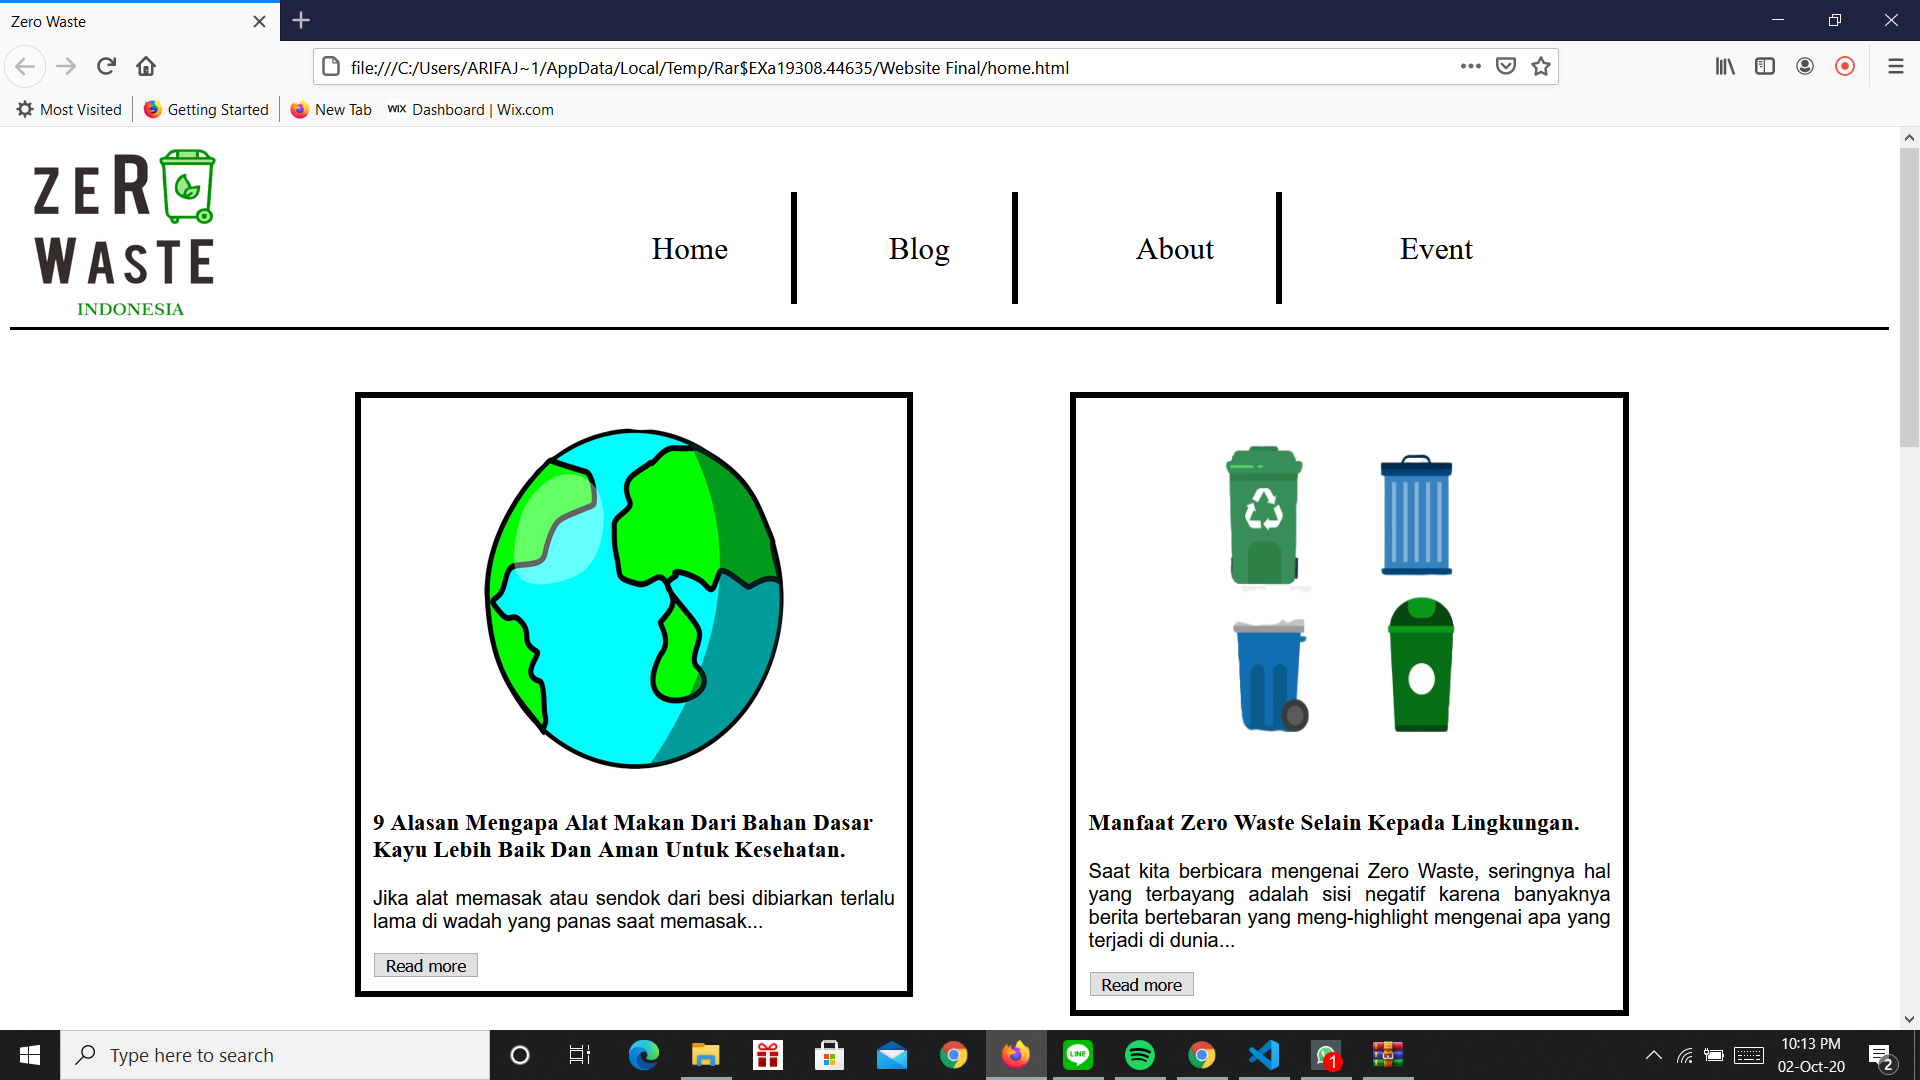 Zero Waste
file:///C:/Users/ARIFAJ~1/AppData/Local/Temp/Rar$EXa19308.44635/Website Final/home.html
Most Visited
Getting Started
New Tab
WIX Dashboard | Wix.com
ZER
WASTE
INDONESIA
Home
Blog
About
Event
9 Alasan Mengapa Alat Makan Dari Bahan Dasar
Kayu Lebih Baik Dan Aman Untuk Kesehatan.
Jika alat memasak atau sendok dari besi dibiarkan terlalu
lama di wadah yang panas saat memasak...
Read more
Manfaat Zero Waste Selain Kepada Lingkungan.
Saat kita berbicara mengenai Zero Waste, seringnya hal
yang terbayang adalah sisi negatif karena banyaknya
berita bertebaran yang meng-highlight mengenai apa yang
terjadi di dunia...
Read more
Type here to search
LINE
1
10:13 PM
02-Oct-20
2